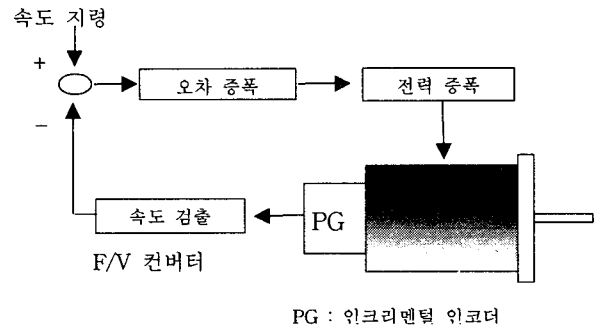 속도 지령
+
오차 증폭
전력 증폭
−
속도 검출
PG
F/V 컨버터
PG : 인크리멘털 인코더